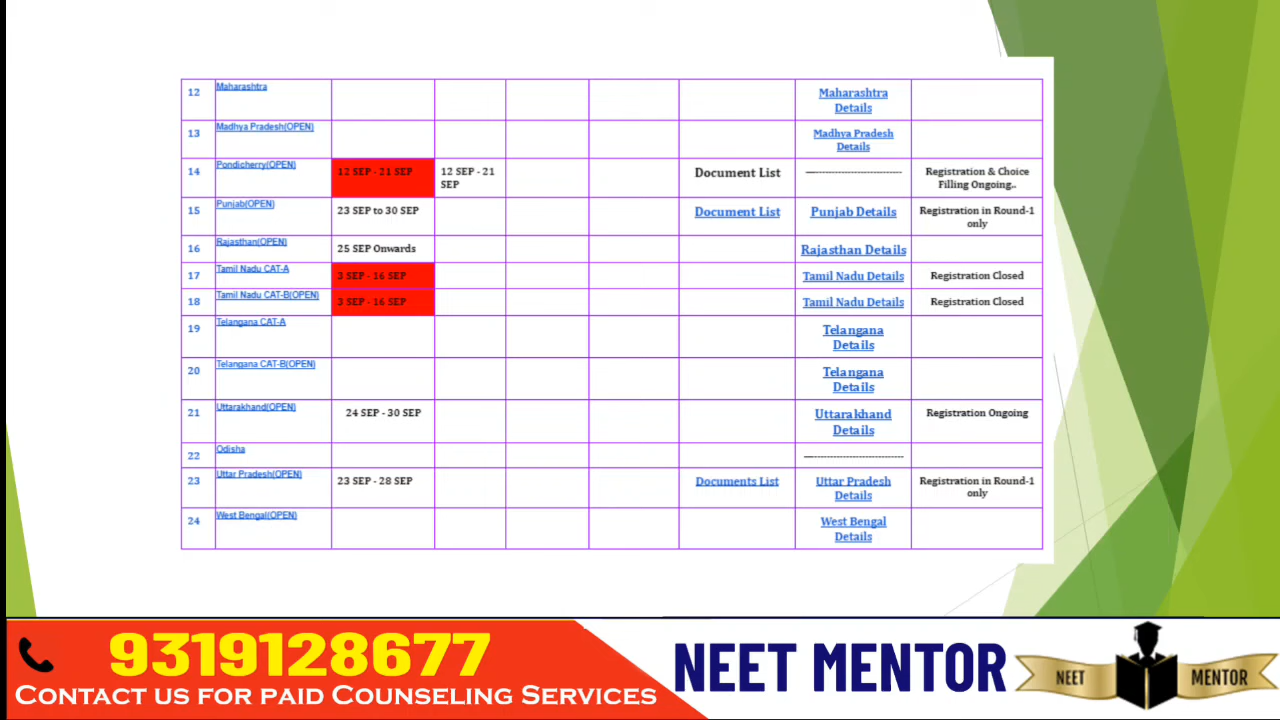 12 Maharashtra Maharashtra
Details
13 Madhya Pradesh(OPEN) Madhya Pradesh
Details
14 Pondicherry(OPEN) 12 SEP - 21 SEP 12 SEP - 21 Document List —------------------------- Registration & Choice
SEP Filling Ongoing..
15 Punjab(OPEN) 23 SEP to 30 SEP Document List Punjab Details Registration in Round-1
only
16 Rajasthan(OPEN) 25 SEP Onwards Rajasthan Details
17 Tamil Nadu CAT-A 3 SEP - 16 SEP Tamil Nadu Details Registration Closed
18 Tamil Nadu CAT-B(OPEN) 3 SEP - 16 SEP Tamil Nadu Details Registration Closed
19 Telangana CAT-A Telangana
Details
20 Telangana CAT-B(OPEN) Telangana
Details
21 Uttarakhand(OPEN) 24 SEP - 30 SEP Uttarakhand Registration Ongoing
Details
22 Odisha —--------------------------
23 Uttar Pradesh(OPEN) 23 SEP - 28 SEP Documents List Uttar Pradesh Registration in Round-1
Details only
24 West Bengal(OPEN) West Bengal
Details
9319128677
CONTACT US FOR PAID COUNSELING SERVICES
NEET MENTOR
NEET MENTOR